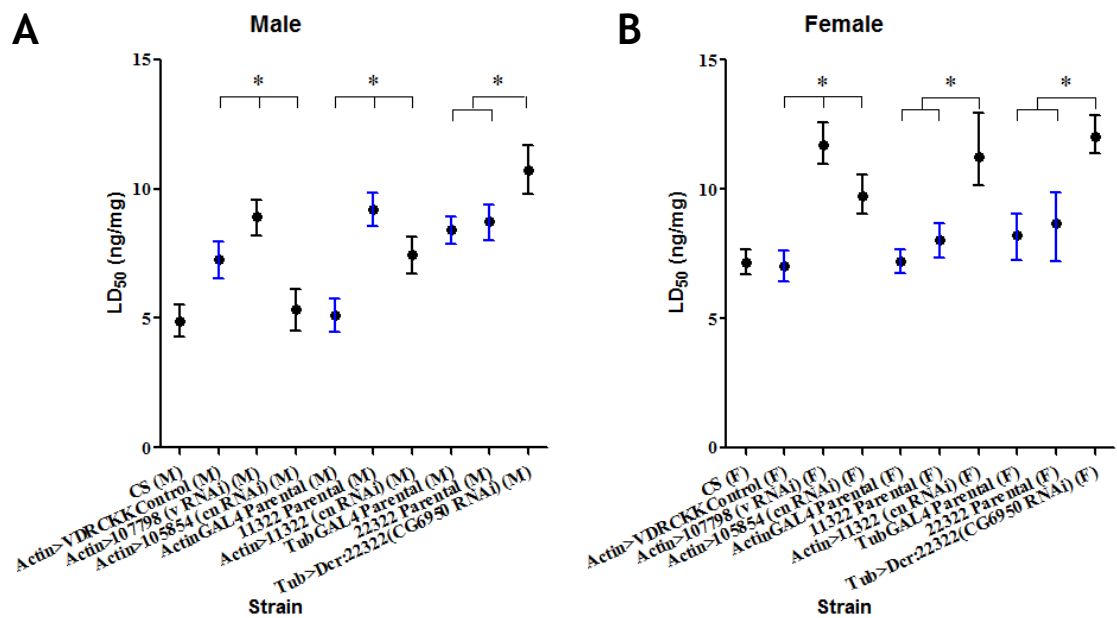 A
Male
15
10
5
0
LD50 (ng/mg)
*
*
*
CS (M)
Actin>VDRCKK Control (M)
Actin>107798 (v RNAi) (M)
Actin>105854 (cn RNAi) (M)
ActinGAL4 Parental (M)
11322 Parental (M)
Actin>11322 (cn RNAi) (M)
TubGAL4 Parental (M)
22322 Parental (M)
Tub>Dcr:22322(CG6950 RNAi) (M)
Strain
B
Female
15
10
5
0
LD50 (ng/mg)
*
*
*
CS (F)
Actin>VDRCKK Control (F)
Actin>107798 (v RNAi) (F)
Actin>105854 (cn RNAi) (F)
ActinGAL4 Parental (F)
11322 Parental (F)
Actin>11322 (cn RNAi) (F)
TubGAL4 Parental (F)
22322 Parental (F)
Tub>Dcr:22322(CG6950 RNAi) (F)
Strain